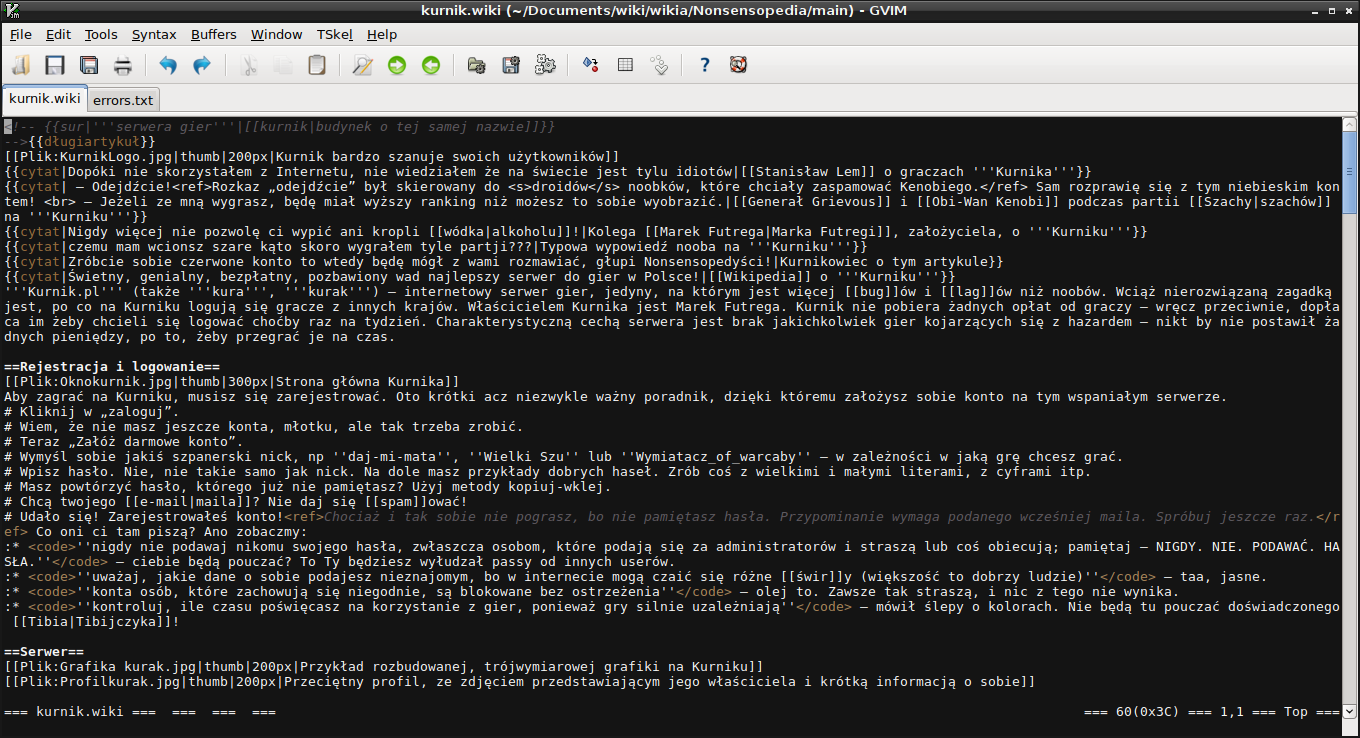 kurnik.wiki (~/Documents/wiki/wikia/Nonsensopedia/main) - GVIM
File Edit Tools Syntax Buffers Window TSkel Help
kurnik.wiki errors.txt
<!-- {{sur|'''serwera gier'''|[[kurnik|budynek o tej samej nazwie]]}}
-->{{długiartykuł}}
[[Plik:KurnikLogo.jpg|thumb|200px|Kurnik bardzo szanuje swoich użytkowników]]
{{cytat|Dopóki nie skorzystałem z Internetu, nie wiedziałem że na świecie jest tylu idiotów|[[Stanisław Lem]] o graczach '''Kurnika'''}}
{{cytat| – Odejdźcie!<ref>Rozkaz „odejdźcie” był skierowany do <s>droidów</s> noobków, które chciały zaspamować Kenobiego.</ref> Sam rozprawię się z tym niebieskim kon
tem! <br> – Jeżeli ze mną wygrasz, będę miał wyższy ranking niż możesz to sobie wyobrazić.|[[Generał Grievous]] i [[Obi-Wan Kenobi]] podczas partii [[Szachy|szachów]]
na '''Kurniku'''}}
{{cytat|Nigdy więcej nie pozwolę ci wypić ani kropli [[wódka|alkoholu]]!|Kolega [[Marek Futrega|Marka Futregi]], założyciela, o '''Kurniku'''}}
{{cytat|czemu mam wcionsz szare kąto skoro wygrałem tyle partji???|Typowa wypowiedź nooba na '''Kurniku'''}}
{{cytat|Zróbcie sobie czerwone konto to wtedy będę mógł z wami rozmawiać, głupi Nonsensopedyści!|Kurnikowiec o tym artykule}}
{{cytat|Świetny, genialny, bezpłatny, pozbawiony wad najlepszy serwer do gier w Polsce!|[[Wikipedia]] o '''Kurniku'''}}
'''Kurnik.pl''' (także '''kura''', '''kurak''') – internetowy serwer gier, jedyny, na którym jest więcej [[bug]]ów i [[lag]]ów niż noobów. Wciąż nierozwiązaną zagadką
jest, po co na Kurniku logują się gracze z innych krajów. Właścicielem Kurnika jest Marek Futrega. Kurnik nie pobiera żadnych opłat od graczy – wręcz przeciwnie, dopła
ca im żeby chcieli się logować choćby raz na tydzień. Charakterystyczną cechą serwera jest brak jakichkolwiek gier kojarzących się z hazardem – nikt by nie postawił ża
dnych pieniędzy, po to, żeby przegrać je na czas.
==Rejestracja i logowanie==
[[Plik:Oknokurnik.jpg|thumb|300px|Strona główna Kurnika]]
Aby zagrać na Kurniku, musisz się zarejestrować. Oto krótki acz niezwykle ważny poradnik, dzięki któremu założysz sobie konto na tym wspaniałym serwerze.
# Kliknij w „zaloguj”.
# Wiem, że nie masz jeszcze konta, młotku, ale tak trzeba zrobić.
# Teraz „Załóż darmowe konto”.
# Wymyśl sobie jakiś szpanerski nick, np ''daj-mi-mata'', ''Wielki Szu'' lub ''Wymiatacz_of_warcaby'' – w zależności w jaką grę chcesz grać.
# Wpisz hasło. Nie, nie takie samo jak nick. Na dole masz przykłady dobrych haseł. Zrób coś z wielkimi i małymi literami, z cyframi itp.
# Masz powtórzyć hasło, którego już nie pamiętasz? Użyj metody kopiuj-wklej.
# Chcą twojego [[e-mail|maila]]? Nie daj się [[spam]]ować!
# Udało się! Zarejestrowałeś konto!<ref>Chociaż i tak sobie nie pograsz, bo nie pamiętasz hasła. Przypominanie wymaga podanego wcześniej maila. Spróbuj jeszcze raz.</r
ef> Co oni ci tam piszą? Ano zobaczmy:
:* <code>''nigdy nie podawaj nikomu swojego hasła, zwłaszcza osobom, które podają się za administratorów i straszą lub coś obiecują; pamiętaj – NIGDY. NIE. PODAWAĆ. HA
SŁA.''</code> – ciebie będą pouczać? To Ty będziesz wyłudzał passy od innych userów.
:* <code>''uważaj, jakie dane o sobie podajesz nieznajomym, bo w internecie mogą czaić się różne [[świr]]y (większość to dobrzy ludzie)''</code> – taa, jasne.
:* <code>''konta osób, które zachowują się niegodnie, są blokowane bez ostrzeżenia''</code> – olej to. Zawsze tak straszą, i nic z tego nie wynika.
:* <code>''kontroluj, ile czasu poświęcasz na korzystanie z gier, ponieważ gry silnie uzależniają''</code> – mówił ślepy o kolorach. Nie będą tu pouczać doświadczonego
[[Tibia|Tibijczyka]]!
==Serwer==
[[Plik:Grafika kurak.jpg|thumb|200px|Przykład rozbudowanej, trójwymiarowej grafiki na Kurniku]]
[[Plik:Profilkurak.jpg|thumb|200px|Przeciętny profil, ze zdjęciem przedstawiającym jego właściciela i krótką informacją o sobie]]
=== kurnik.wiki === === === === === 60(0x3C) === 1,1 === Top ===